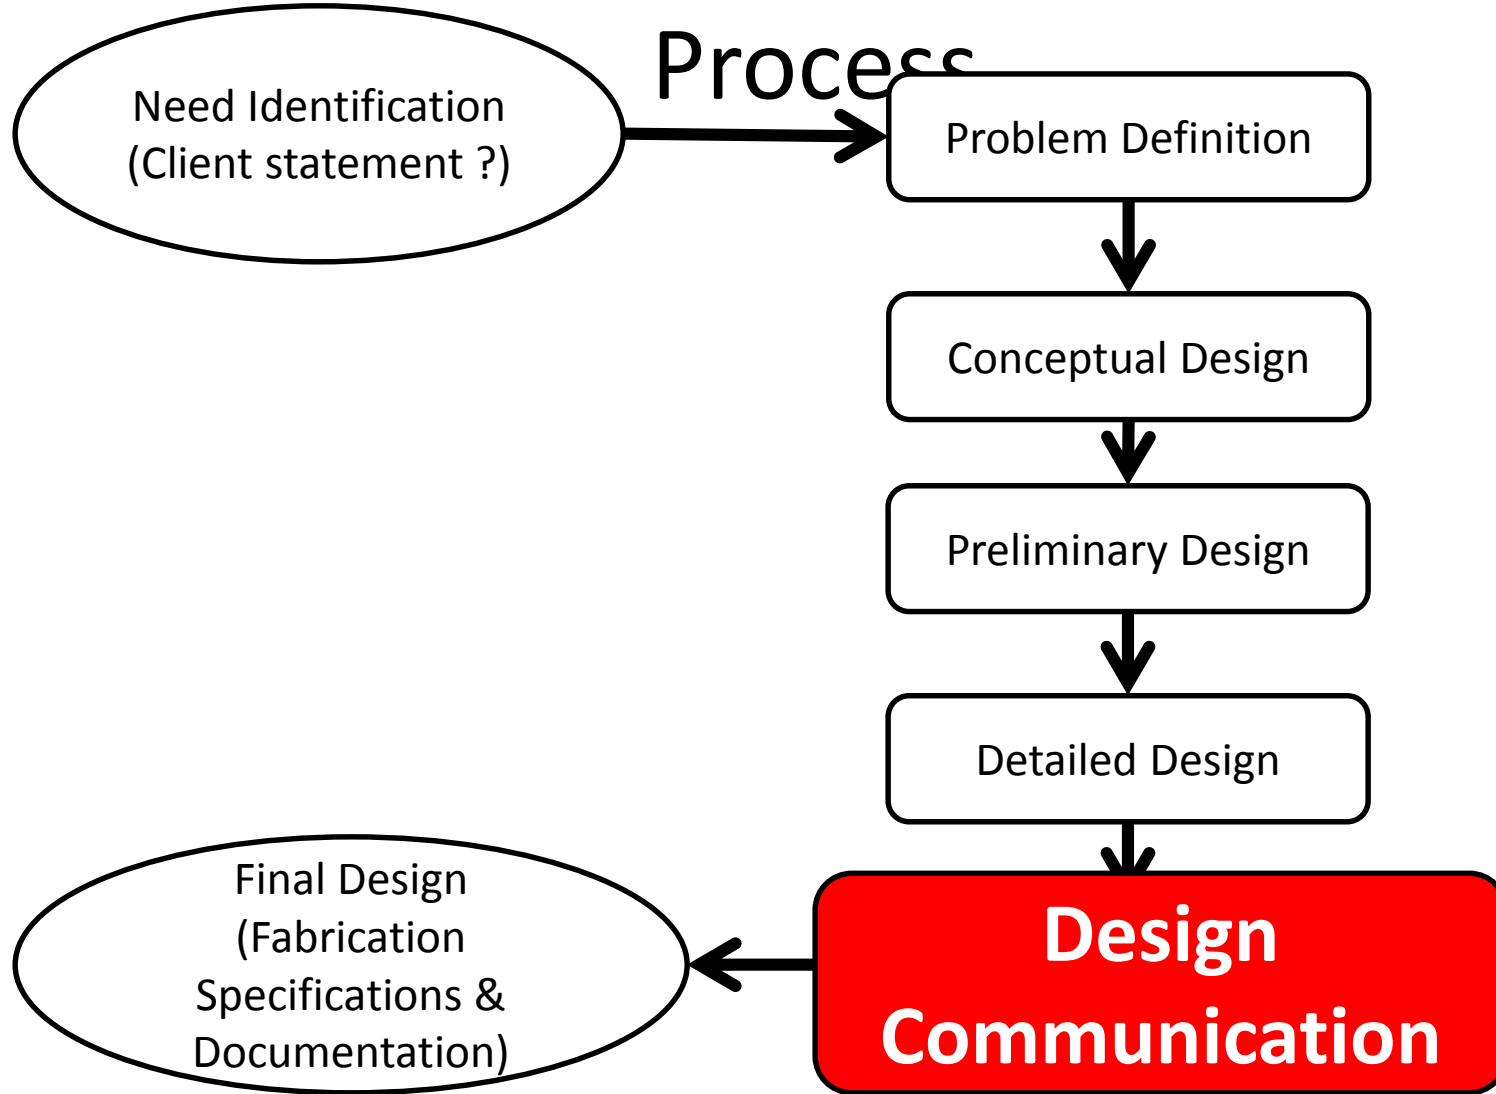 Process
Need Identification
(Client statement ?)
Problem Definition
Conceptual Design
Preliminary Design
Detailed Design
Design
Communication
Final Design
(Fabrication
Specifications &
Documentation)